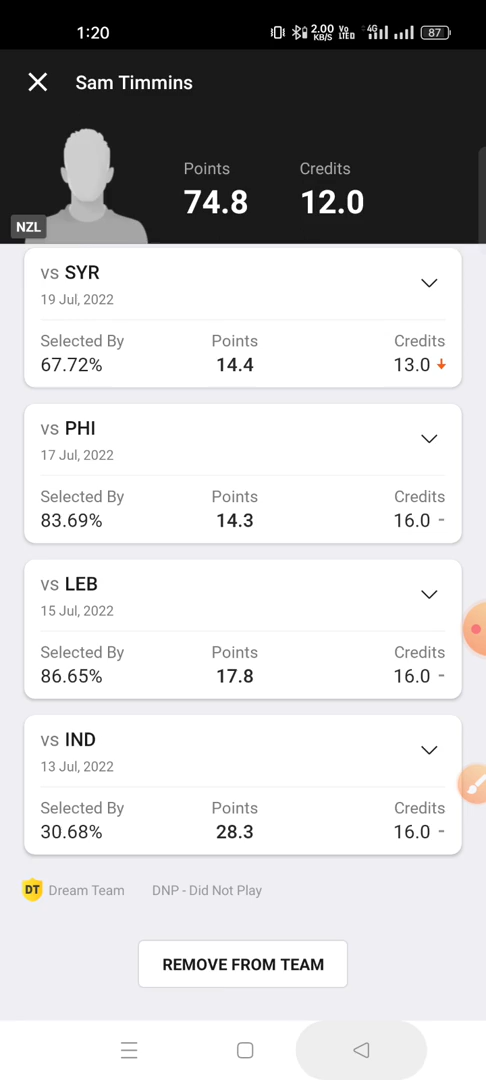 1:20
2.00 KB/S
Vo LTED
4G
87
Sam Timmins
Points Credits
74.8 12.0
NZL
vs SYR
19 Jul, 2022
Selected By Points Credits
67.72% 14.4 13.0
vs PHI
17 Jul, 2022
Selected By Points Credits
83.69% 14.3 16.0 -
vs LEB
15 Jul, 2022
Selected By Points Credits
86.65% 17.8 16.0 -
vs IND
13 Jul, 2022
Selected By Points Credits
30.68% 28.3 16.0 -
DT Dream Team DNP - Did Not Play
REMOVE FROM TEAM